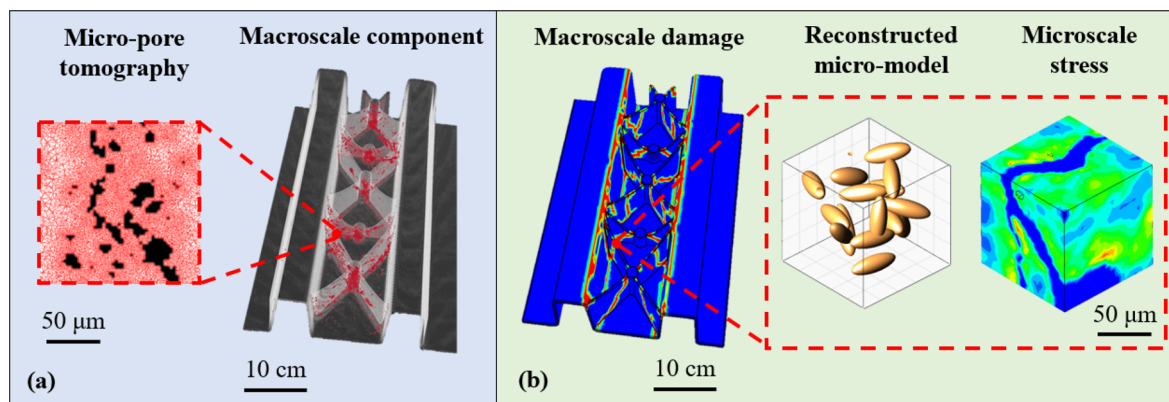 Micro-pore
tomography
Macroscale component
50 μm
10 cm
(a)
Macroscale damage
Reconstructed
micro-model
Microscale
stress
10 cm
50 μm
(b)